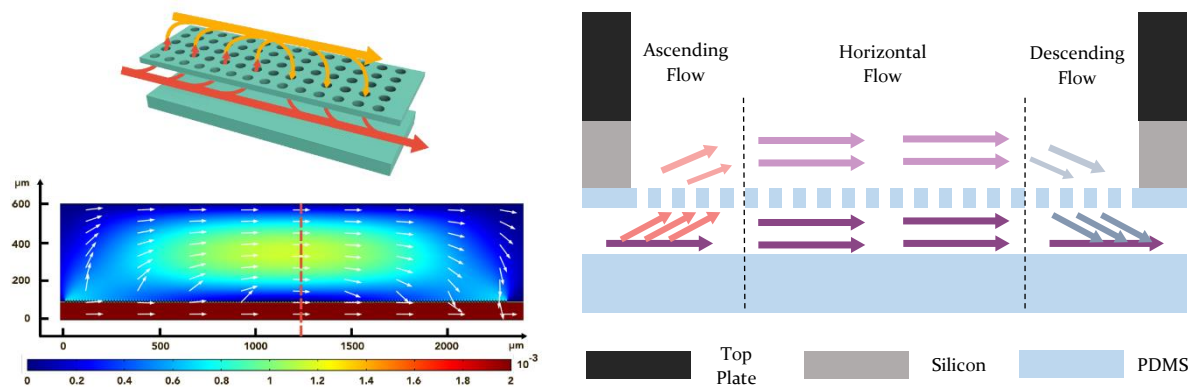 μm
600
400
200
100
0
0
500
1000
1500
2000
μm
10⁻³
0
0.2
0.4
0.6
0.8
1
1.2
1.4
1.6
1.8
2
Ascending
Flow
Horizontal
Flow
Descending
Flow
Top
Plate
Silicon
PDMS